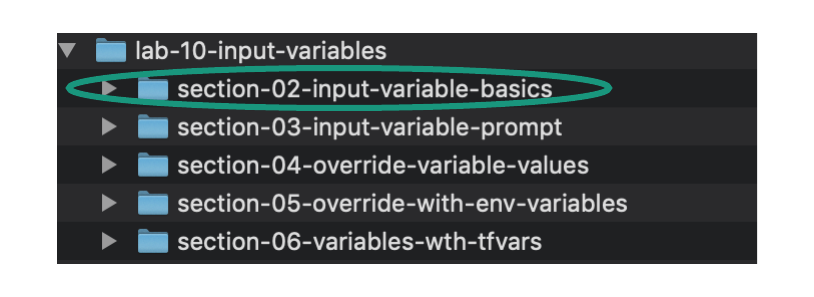 lab-10-input-variables
section-02-input-variable-basics
section-03-input-variable-prompt
section-04-override-variable-values
section-05-override-with-env-variables
section-06-variables-wth-tfvars